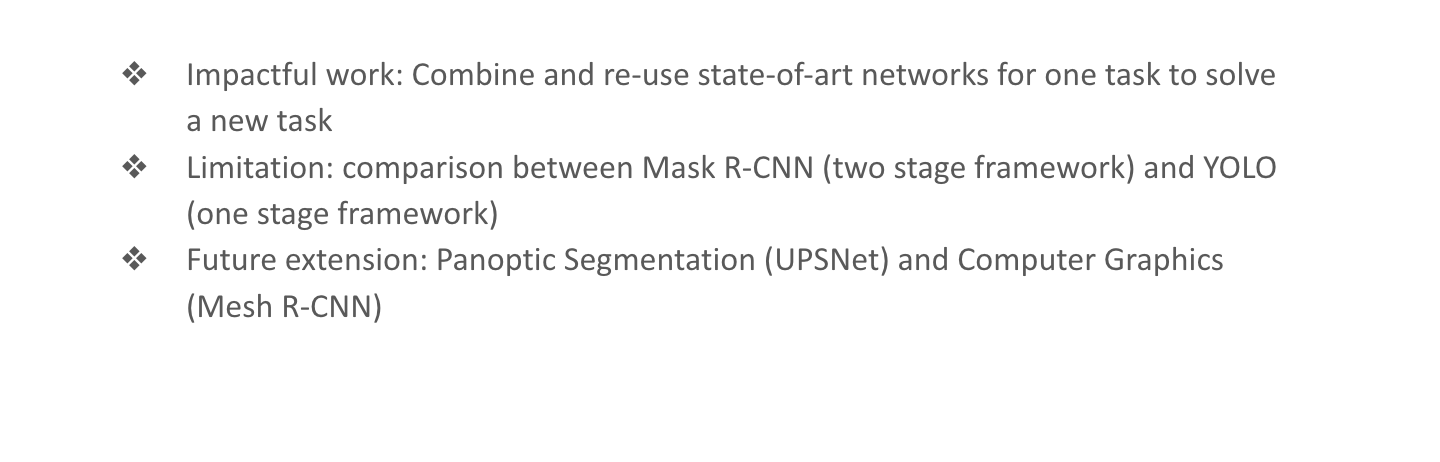 ❖ Impactful work: Combine and re-use state-of-art networks for one task to solve
a new task
❖ Limitation: comparison between Mask R-CNN (two stage framework) and YOLO
(one stage framework)
❖ Future extension: Panoptic Segmentation (UPSNet) and Computer Graphics
(Mesh R-CNN)